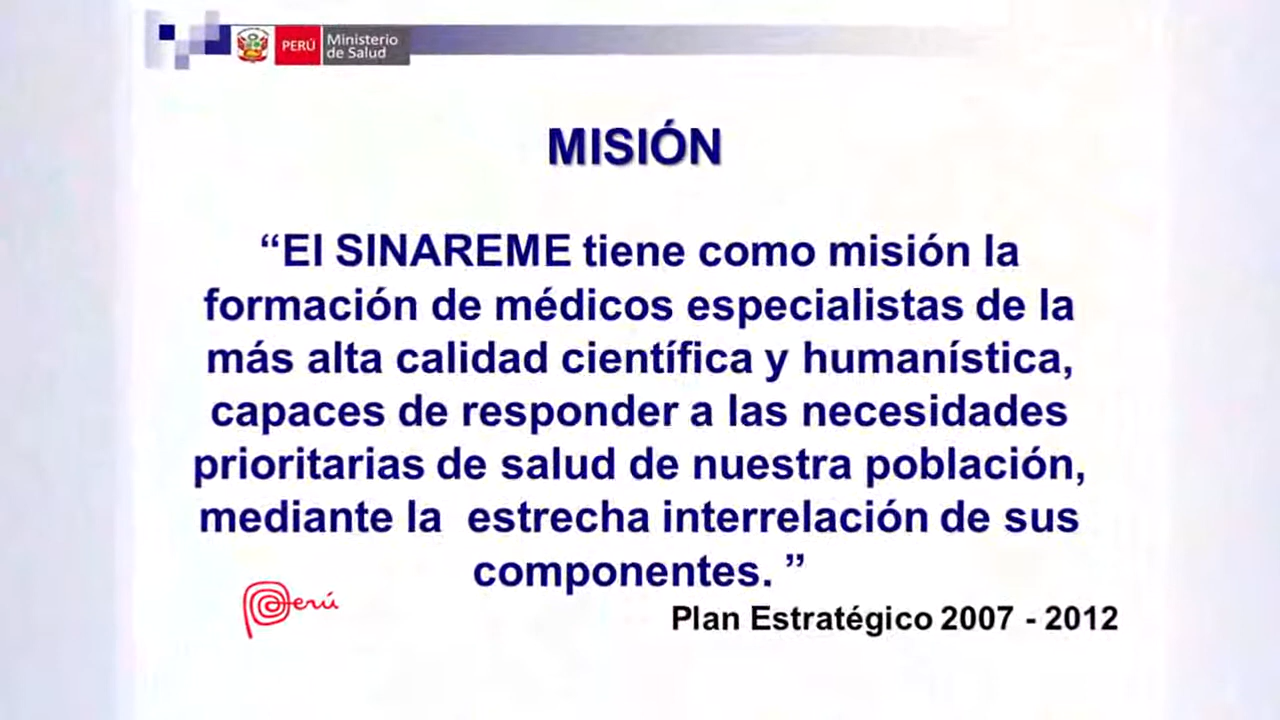 PERÚ Ministerio
de Salud
MISIÓN
“El SINAREME tiene como misión la
formación de médicos especialistas de la
más alta calidad científica y humanística,
capaces de responder a las necesidades
prioritarias de salud de nuestra población,
mediante la  estrecha interrelación de sus
componentes. ”
Perú
Plan Estratégico 2007 - 2012